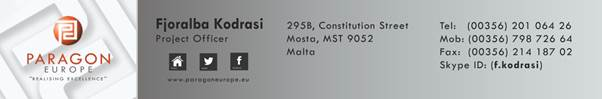 PARAGON
EUROPE
"REALISING EXCELLENCE"
Fjoralba Kodrasi
Project Officer
www.paragoneurope.eu
295B, Constitution Street
Mosta, MST 9052
Malta
Tel: (00356) 201 064 26
Mob: (00356) 798 726 64
Fax: (00356) 214 187 02
Skype ID: (f.kodrasi)